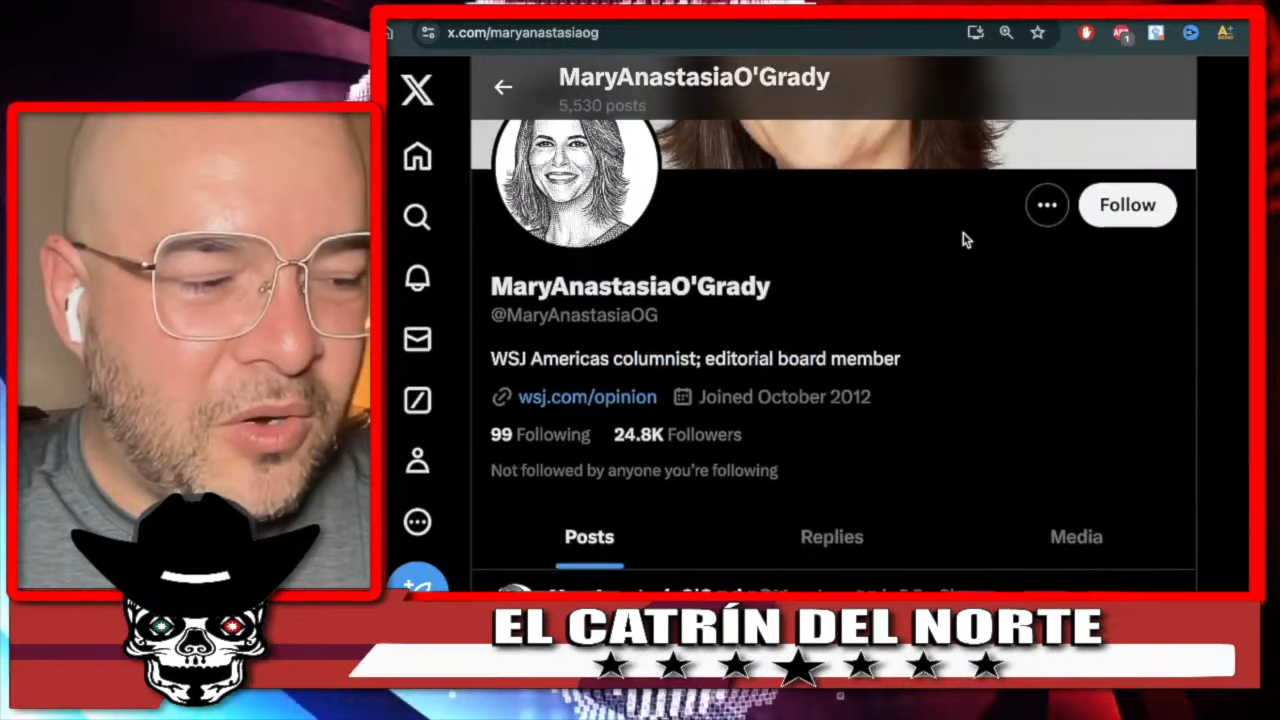 x.com/maryanastasiaog
1
MaryAnastasiaO'Grady
5,530 posts
Follow
MaryAnastasiaO'Grady
@MaryAnastasiaOG
WSJ Americas columnist; editorial board member
wsj.com/opinion Joined October 2012
99 Following 24.8K Followers
Not followed by anyone you're following
Posts Replies Media
EL CATRÍN DEL NORTE